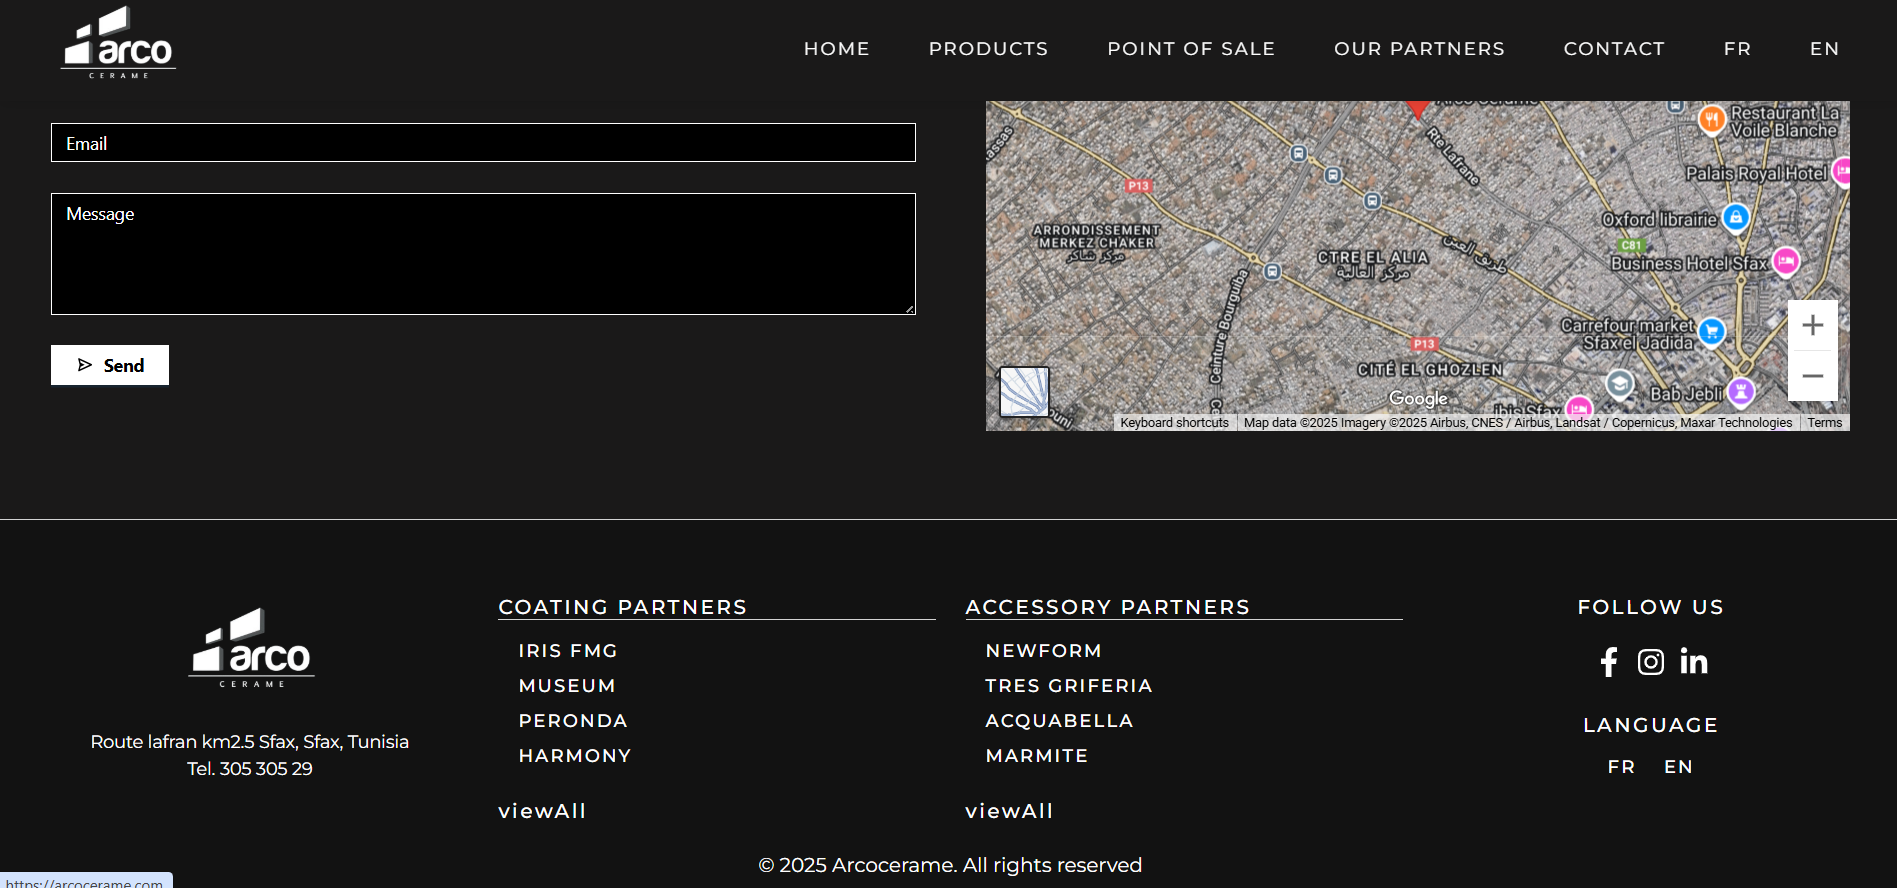 arco
CERAME
HOME
PRODUCTS
POINT OF SALE
OUR PARTNERS
CONTACT
FR
EN
Email
Message
Send
Arco Cerame
Restaurant La
Voile Blanche
Rte Lafrane
Palais Royal Hotel
P13
Oxford librairie
ARRONDISSEMENT
MERKEZ CHAKER
مركز شاكر
C81
CTRE EL ALIA
مركز العالية
طريق العين
Business Hotel Sfax
Ceinture Bourguiba
Carrefour market
Sfax el Jadida
P13
CITÉ EL GHOZLEN
Bab Jebli
Google
ibis Sfax
Keyboard shortcuts
Map data ©2025 Imagery ©2025 Airbus, CNES / Airbus, Landsat / Copernicus, Maxar Technologies
Terms
arco
CERAME
Route lafran km2.5 Sfax, Sfax, Tunisia
Tel. 305 305 29
COATING PARTNERS
IRIS FMG
MUSEUM
PERONDA
HARMONY
viewAll
ACCESSORY PARTNERS
NEWFORM
TRES GRIFERIA
ACQUABELLA
MARMITE
viewAll
FOLLOW US
LANGUAGE
FR
EN
© 2025 Arcocerame. All rights reserved
https://arcocerame.com